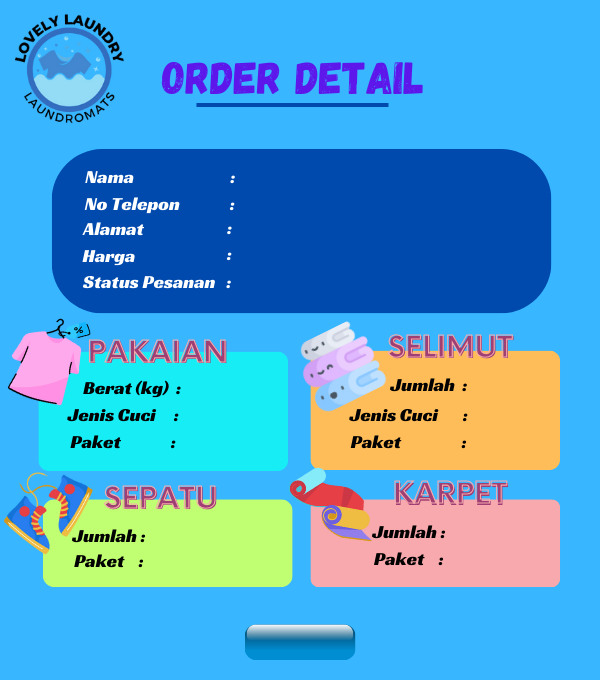 LOVELY LAUNDRY
LAUNDROMATS
ORDER DETAIL
Nama :
No Telepon :
Alamat :
Harga :
Status Pesanan :
%
PAKAIAN
Berat (kg) :
Jenis Cuci :
Paket :
SELIMUT
Jumlah :
Jenis Cuci :
Paket :
SEPATU
Jumlah :
Paket :
KARPET
Jumlah :
Paket :